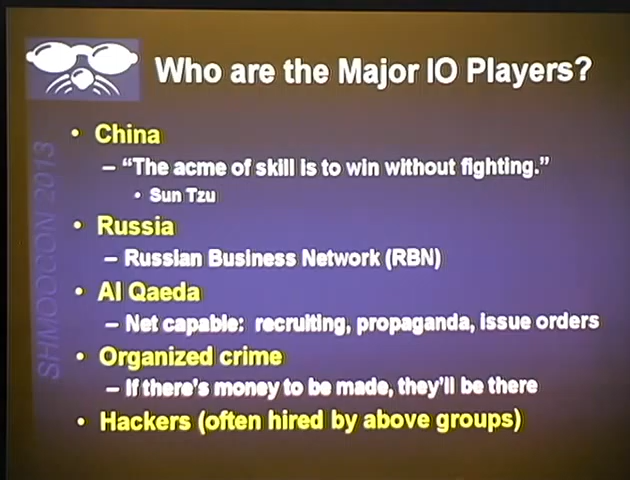 Who are the Major IO Players?
• China
– “The acme of skill is to win without fighting.”
• Sun Tzu
• Russia
– Russian Business Network (RBN)
• Al Qaeda
– Net capable: recruiting, propaganda, issue orders
• Organized crime
– If there's money to be made, they'll be there
• Hackers (often hired by above groups)
SHMOOCON 2013